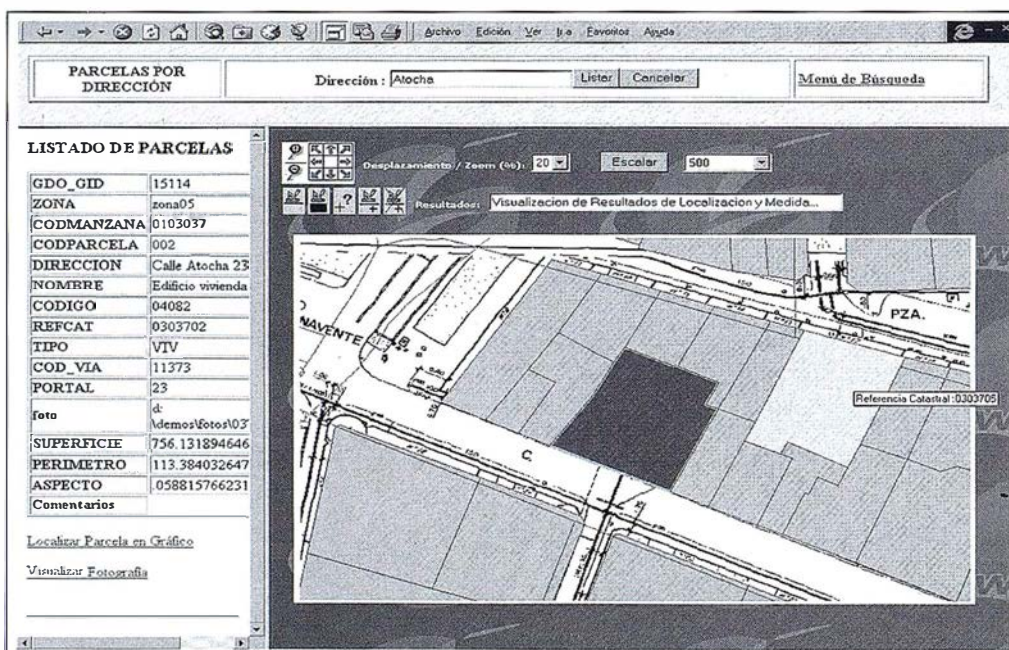 Archivo Edición Ver Ir a Favoritos Ayuda
PARCELAS POR
DIRECCIÓN
Dirección : Atocha Listar Cancelar
Menú de Búsqueda
LISTADO DE PARCELAS
GDO_GID 15114
ZONA zona05
CODMANZANA 0103037
CODPARCELA 002
DIRECCION Calle Atocha 23
NOMBRE Edificio vivienda
CODIGO 04082
REFCAT 0303702
TIPO VIV
COD_VIA 11373
PORTAL 23
foto d:
\demos\fotos\03
SUPERFICIE 756.131894646
PERIMETRO 113.384032647
ASPECTO .058815766231
Comentarios
Localizar Parcela en Gráfico
Visualizar Fotografía
Desplazamiento / Zoom (%): 20 Escalar 500
Resultados: Visualizacion de Resultados de Localizacion y Medida...
PZA.
NAVENTE
Referencia Catastral :0303705
C.